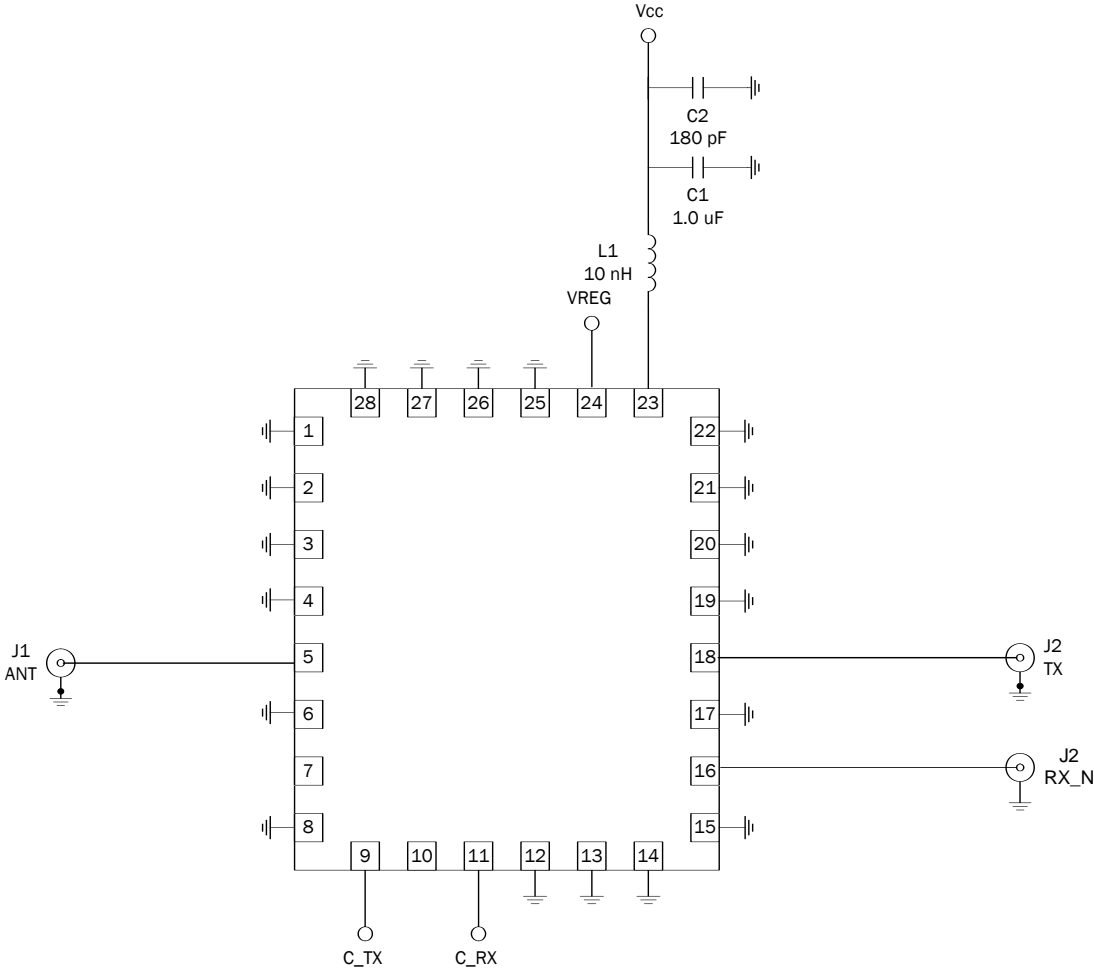 Vcc
C2
180 pF
C1
1.0 uF
L1
10 nH
VREG
28 27 26 25 24 23
1 22
2 21
3 20
4 19
J1
ANT
5 18
J2
TX
6 17
7 16
J2
RX_N
8 15
9 10 11 12 13 14
C_TX C_RX